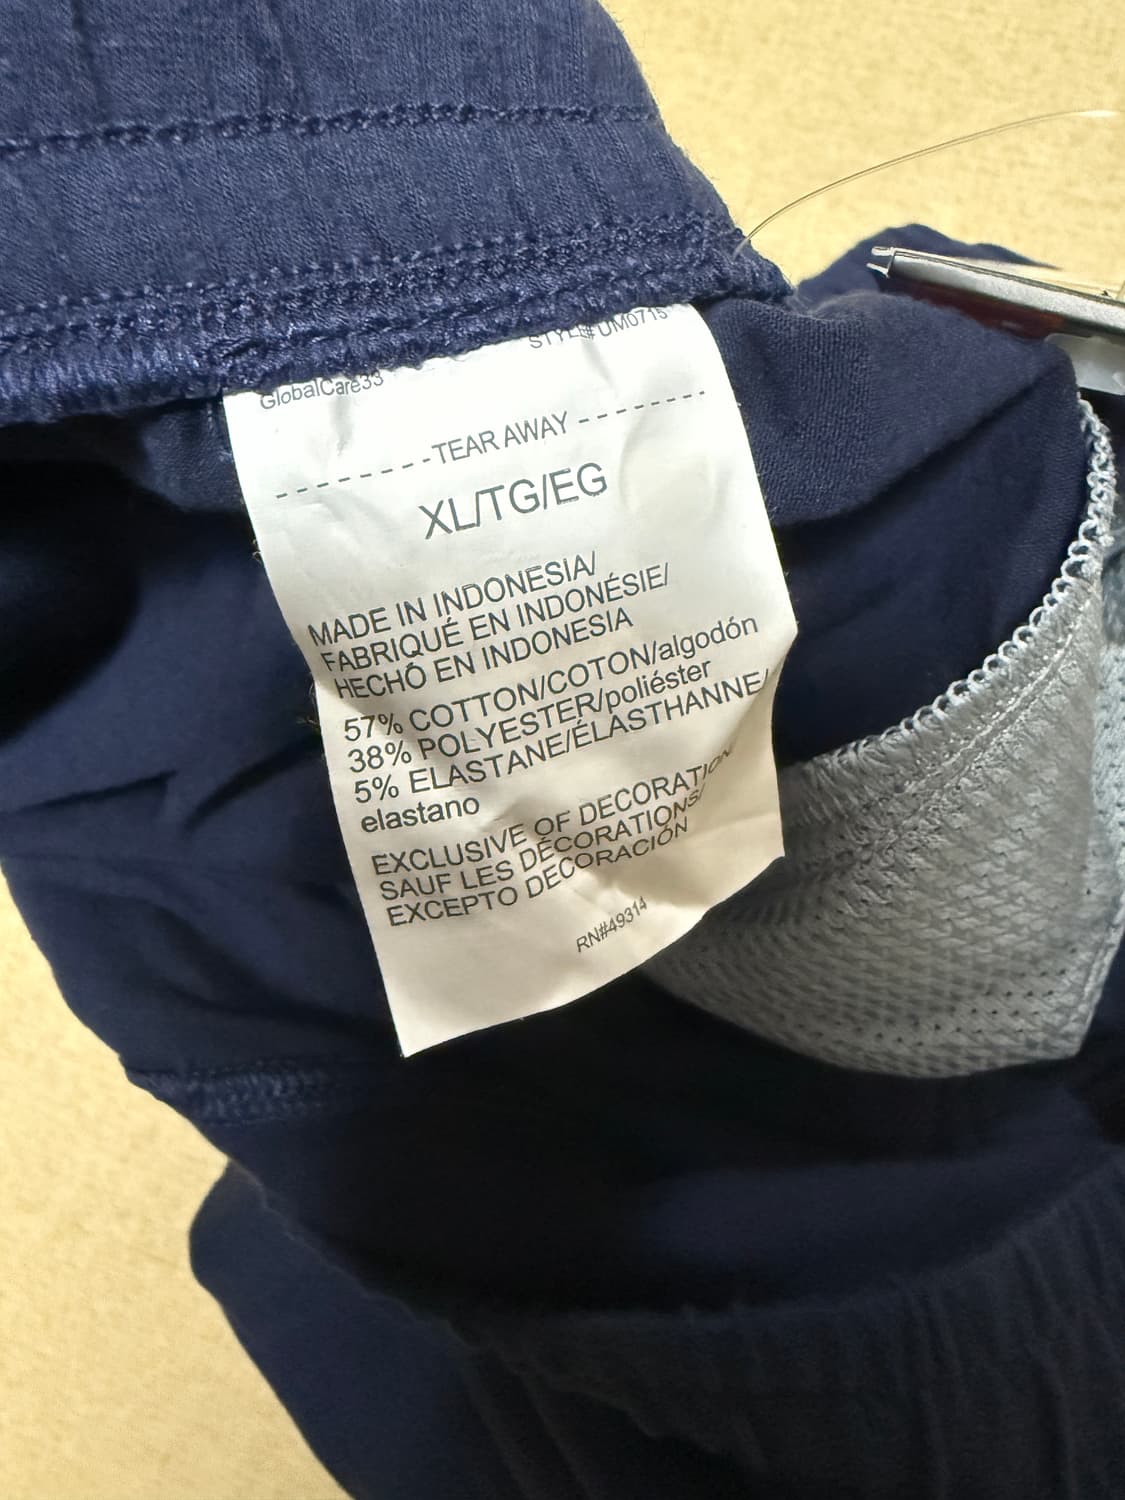 STYLE# UM0715
GlobalCare33
-------TEAR AWAY--------
XL/TG/EG
MADE IN INDONESIA/
FABRIQUÉ EN INDONÉSIE/
HECHO EN INDONESIA
57% COTTON/COTON/algodón
38% POLYESTER/poliéster
5% ELASTANE/ÉLASTHANNE/
elastano
EXCLUSIVE OF DECORATION/
SAUF LES DÉCORATIONS/
EXCEPTO DECORACIÓN
RN#49314